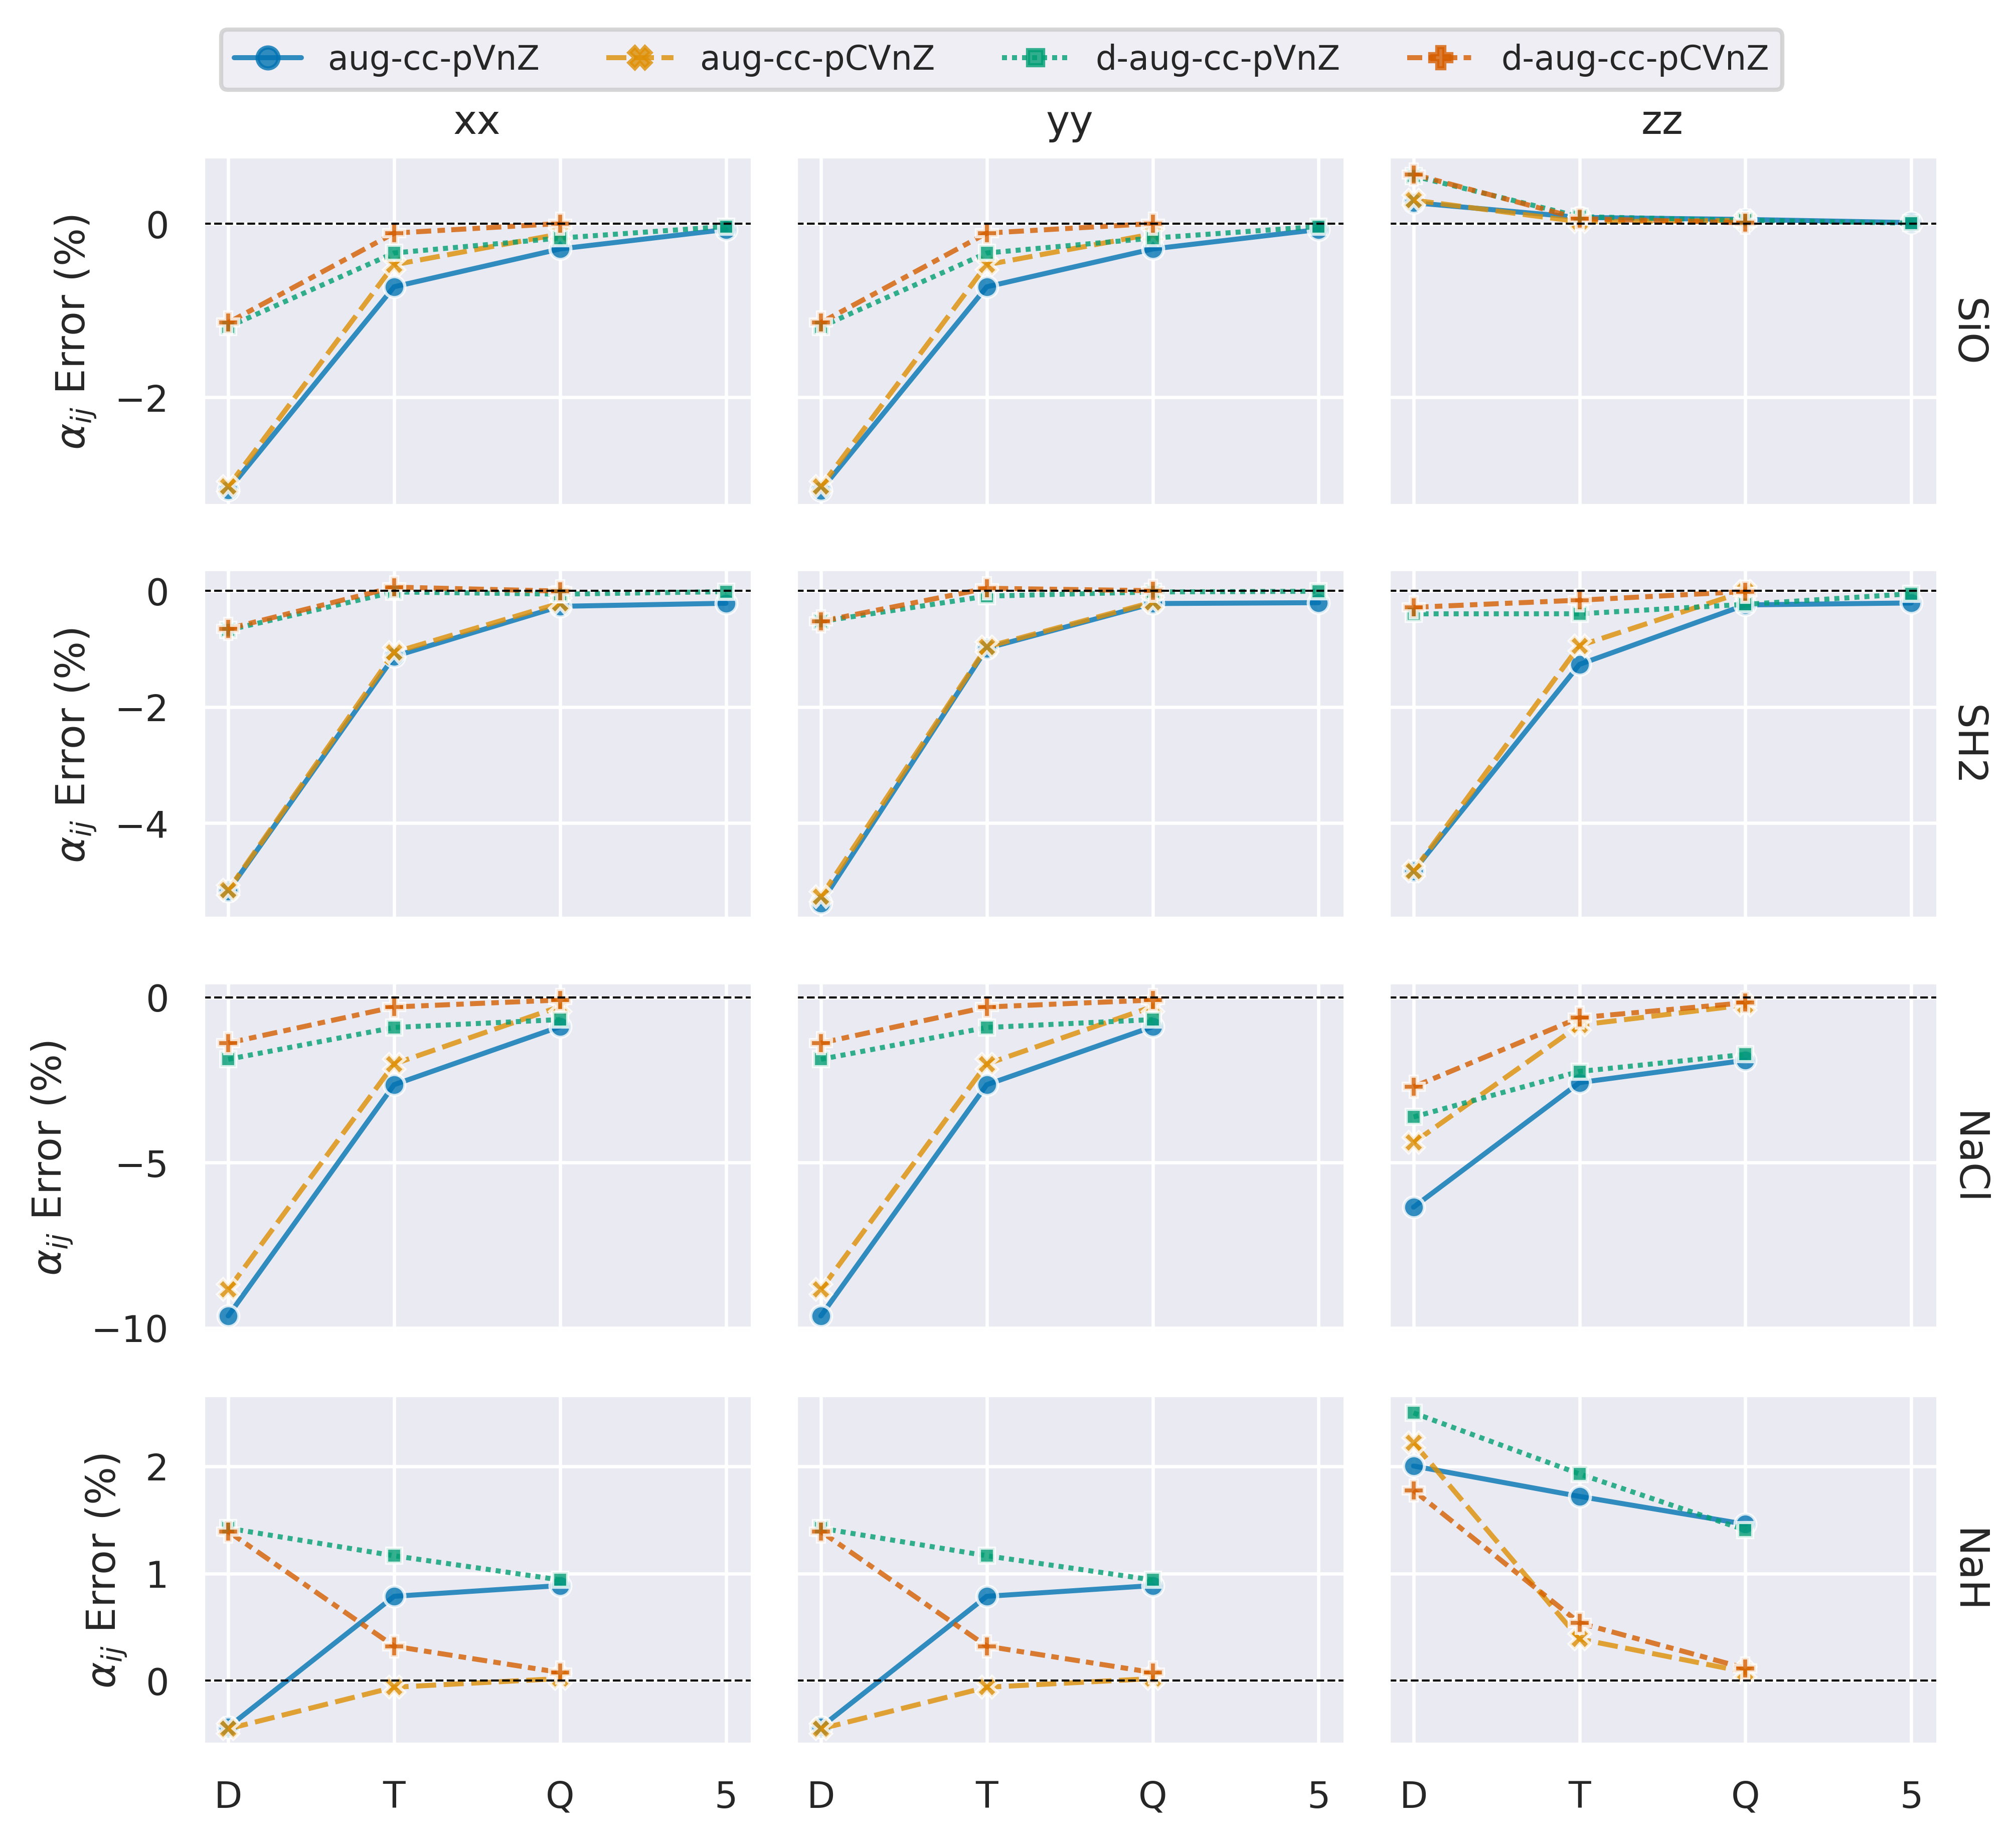 aug-cc-pVnZ aug-cc-pCVnZ d-aug-cc-pVnZ d-aug-cc-pCVnZ
xx yy zz
0
−2
αij Error (%)
SiO
0
−2
−4
αij Error (%)
SH2
0
−5
−10
αij Error (%)
NaCl
2
1
0
αij Error (%)
NaH
D T Q 5 D T Q 5 D T Q 5